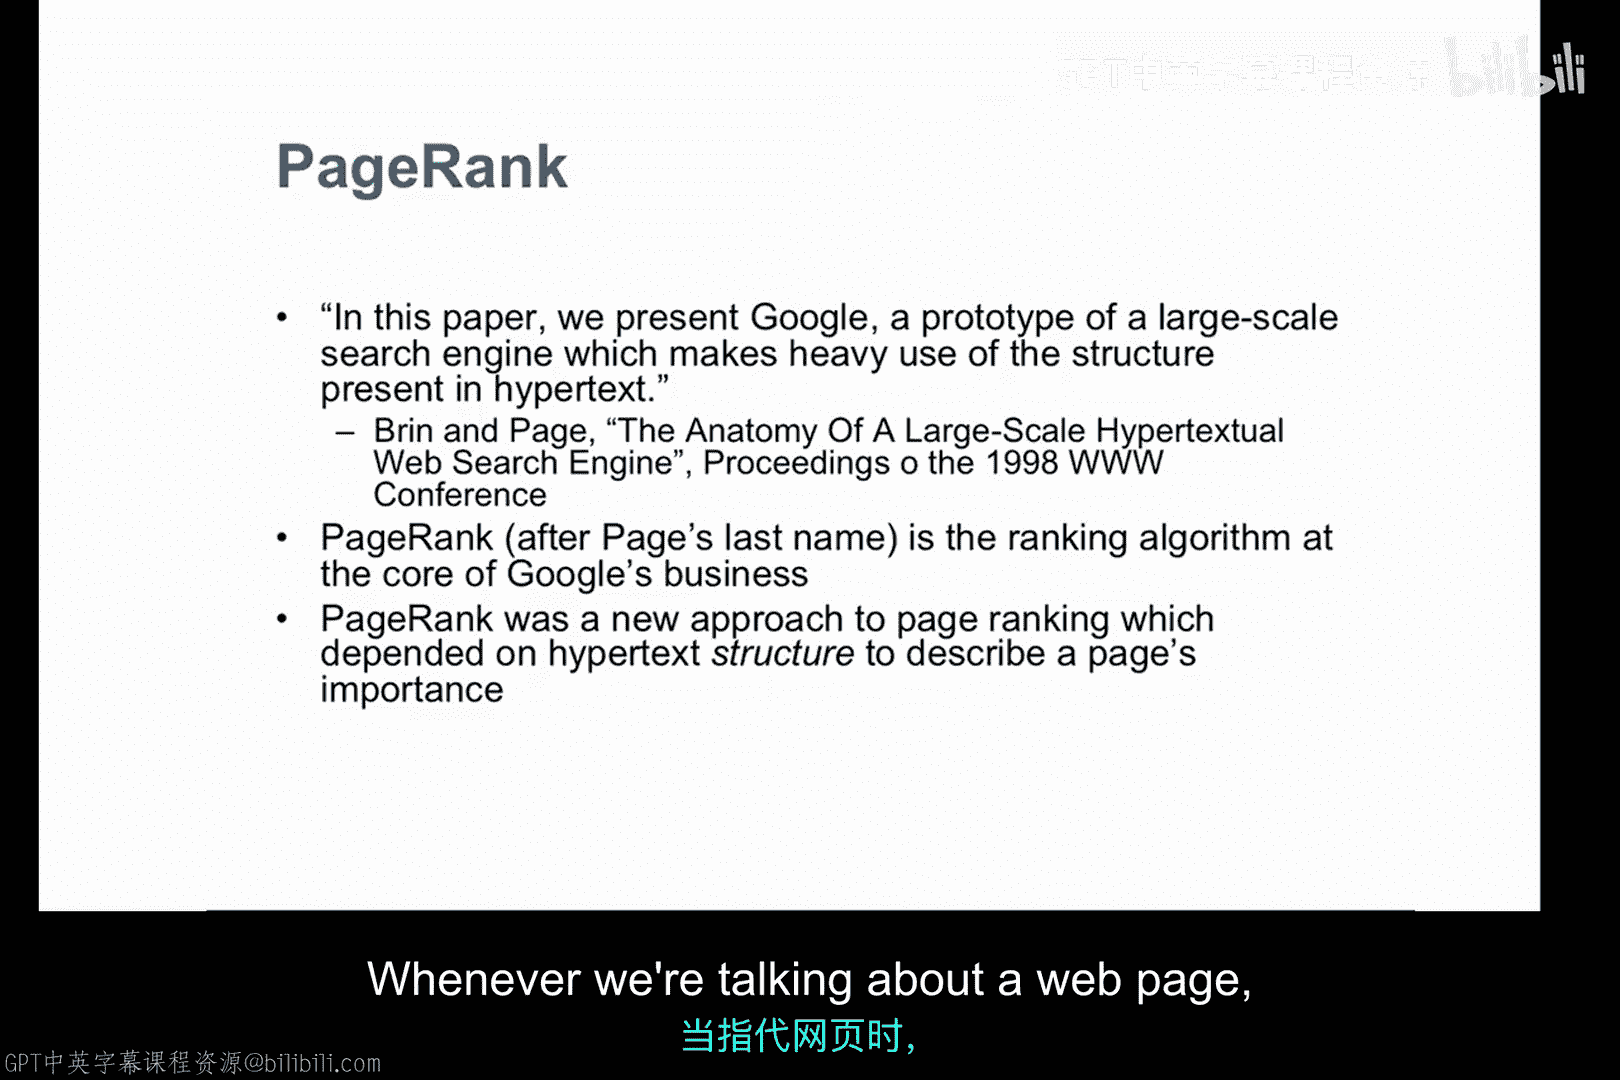 bilibili
PageRank
• “In this paper, we present Google, a prototype of a large-scale
search engine which makes heavy use of the structure
present in hypertext.”
– Brin and Page, “The Anatomy Of A Large-Scale Hypertextual
Web Search Engine”, Proceedings o the 1998 WWW
Conference
• PageRank (after Page’s last name) is the ranking algorithm at
the core of Google’s business
• PageRank was a new approach to page ranking which
depended on hypertext structure to describe a page’s
importance
Whenever we're talking about a web page,
当指代网页时，
GPT中英字幕课程资源@bilibili.com